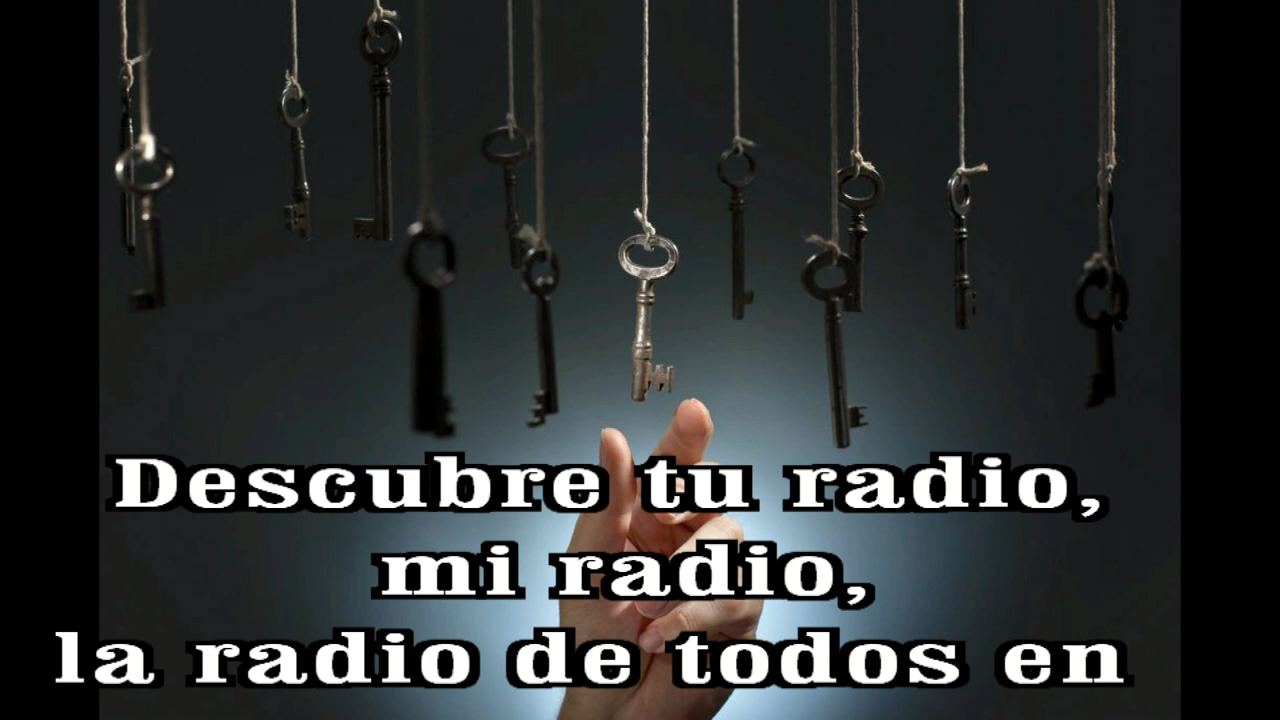 Descubre tu radio,
mi radio,
la radio de todos en